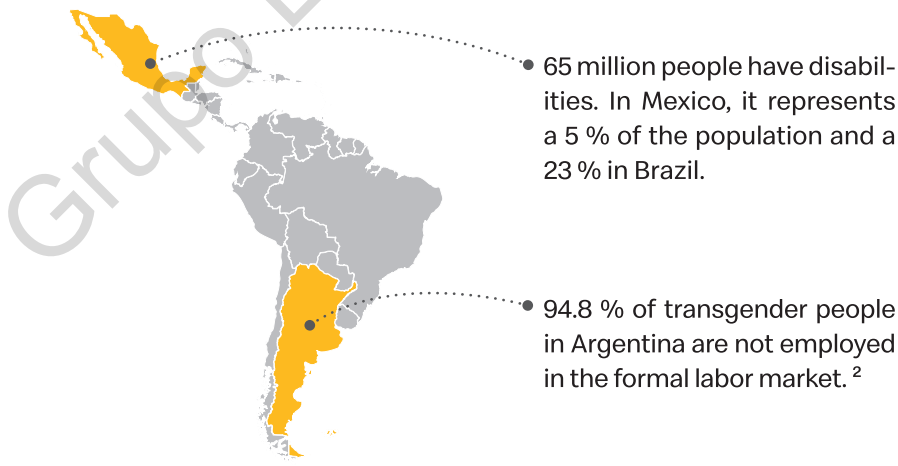 Grupo
65 million people have disabil-
ities. In Mexico, it represents
a 5 % of the population and a
23 % in Brazil.
94.8 % of transgender people
in Argentina are not employed
in the formal labor market. ²